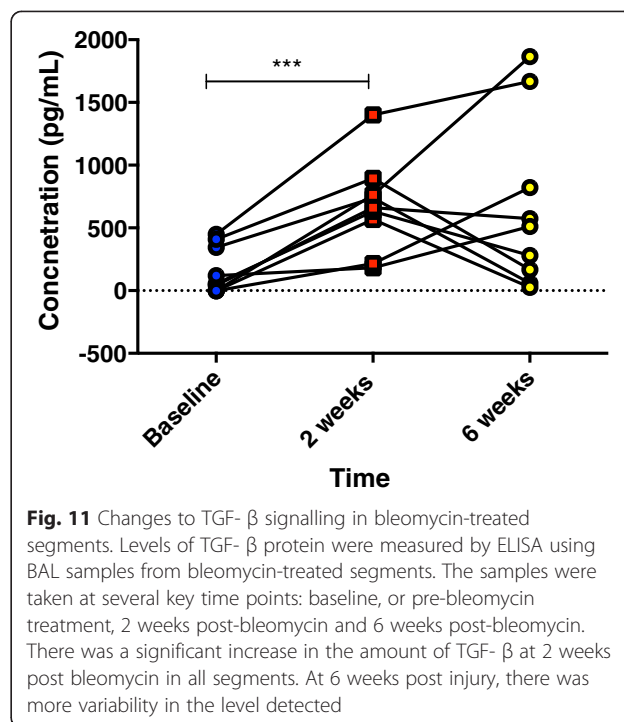 2000
1500
1000
500
0
-500
Concnetration (pg/mL)
***
Baseline
2 weeks
6 weeks
Time
Fig. 11 Changes to TGF- β signalling in bleomycin-treated
segments. Levels of TGF- β protein were measured by ELISA using
BAL samples from bleomycin-treated segments. The samples were
taken at several key time points: baseline, or pre-bleomycin
treatment, 2 weeks post-bleomycin and 6 weeks post-bleomycin.
There was a significant increase in the amount of TGF- β at 2 weeks
post bleomycin in all segments. At 6 weeks post injury, there was
more variability in the level detected